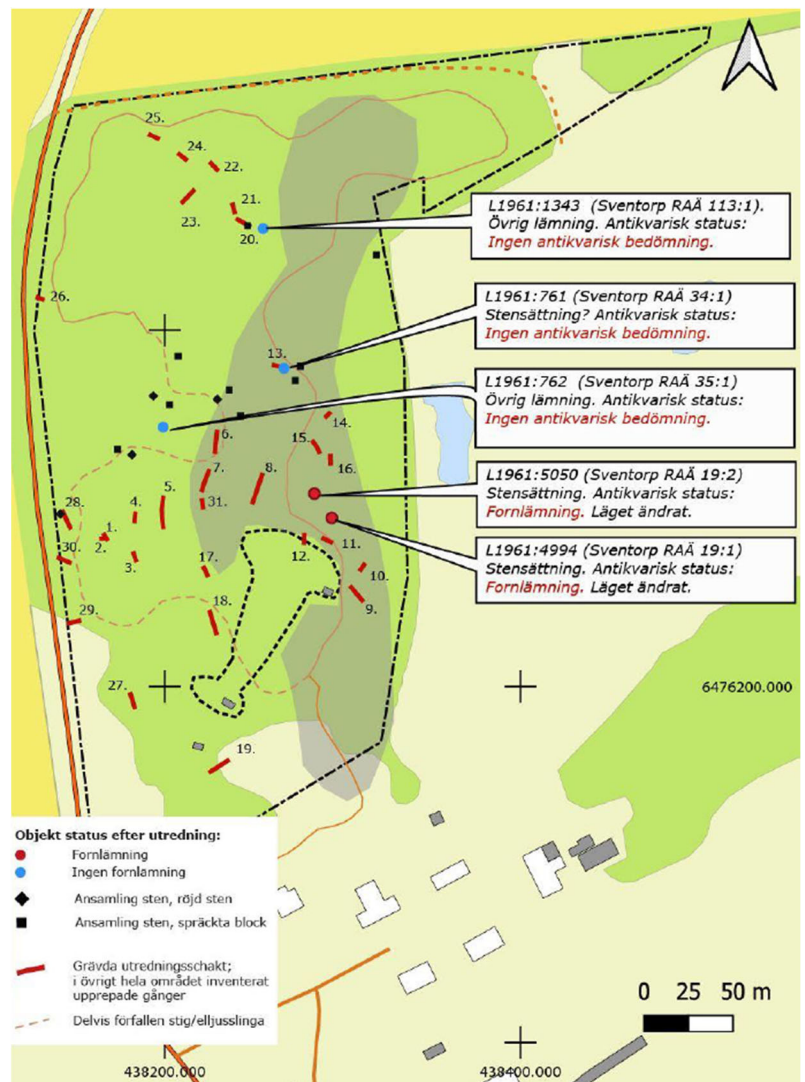 25.
24.
22.
23.
21.
20.
L1961:1343 (Sventorp RAÄ 113:1).
Övrig lämning. Antikvarisk status:
Ingen antikvarisk bedömning.
26.
L1961:761 (Sventorp RAÄ 34:1)
Stensättning? Antikvarisk status:
Ingen antikvarisk bedömning.
13.
L1961:762 (Sventorp RAÄ 35:1)
Övrig lämning. Antikvarisk status:
Ingen antikvarisk bedömning.
14.
6.
15.
16.
7.
8.
L1961:5050 (Sventorp RAÄ 19:2)
Stensättning. Antikvarisk status:
Fornlämning. Läget ändrat.
5.
4.
28.
31.
1.
2.
30.
3.
17.
12.
11.
10.
9.
L1961:4994 (Sventorp RAÄ 19:1)
Stensättning. Antikvarisk status:
Fornlämning. Läget ändrat.
29.
18.
27.
6476200.000
19.
Objekt status efter utredning:
Fornlämning
Ingen fornlämning
Ansamling sten, röjd sten
Ansamling sten, spräckta block
Grävda utredningsschakt;
i övrigt hela området inventerat
upprepade gånger
Delvis förfallen stig/elljusslinga
0 25 50 m
438200.000
438400.000